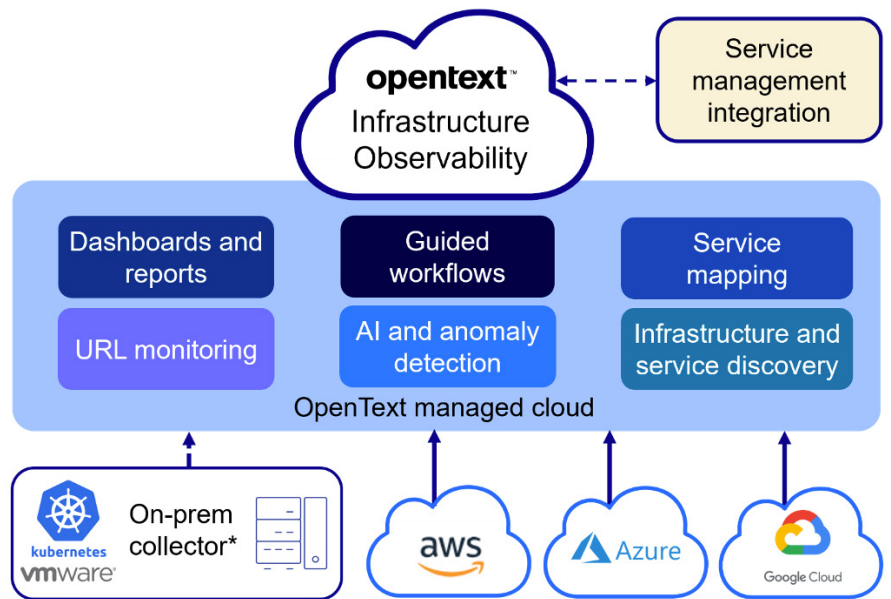 opentext™
Infrastructure
Observability
Service
management
integration
Dashboards and
reports
Guided
workflows
Service
mapping
URL monitoring
AI and anomaly
detection
Infrastructure and
service discovery
OpenText managed cloud
kubernetes
vmware®
On-prem
collector*
aws
Azure
Google Cloud